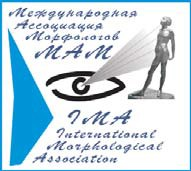 Международная
Ассоциация
Морфологов
МАМ
IMA
International
Morphological
Association